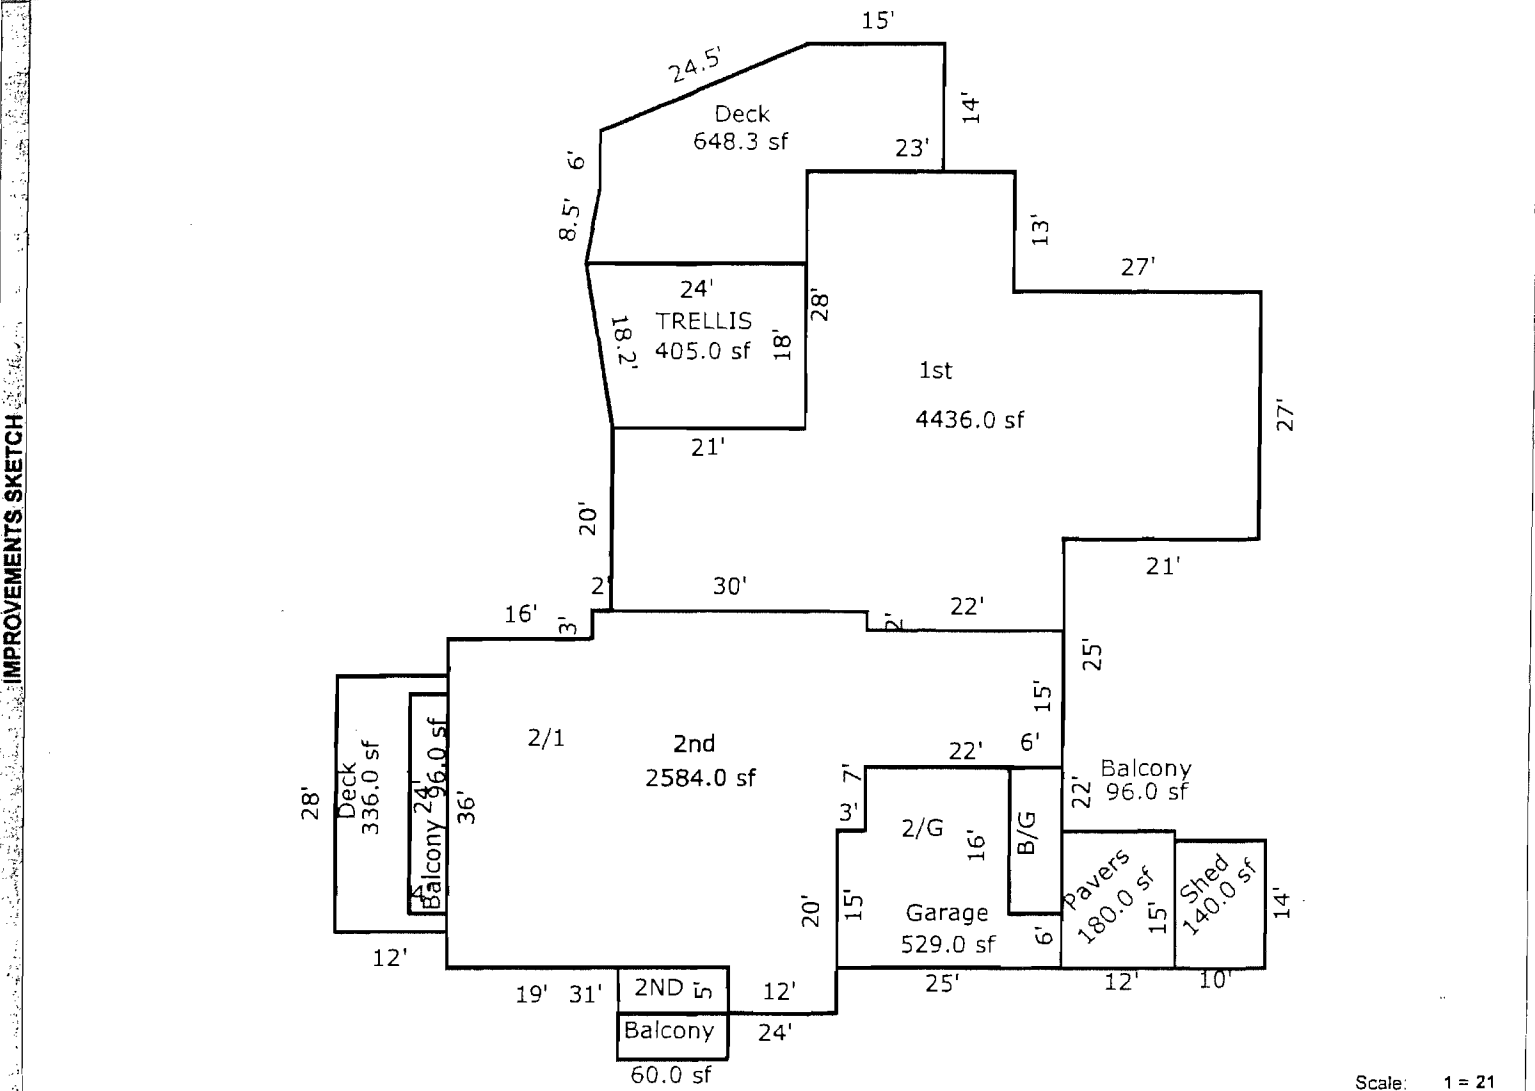 IMPROVEMENTS SKETCH
15'
24.5'
Deck
648.3 sf
14'
23'
6'
8.5'
13'
27'
24'
TRELLIS
405.0 sf
18.2'
18'
28'
1st
4436.0 sf
27'
21'
20'
21'
2'
30'
16'
3'
2'
22'
25'
15'
2/1
2nd
2584.0 sf
22'
6'
7'
Balcony
96.0 sf
22'
28'
Deck
336.0 sf
24'
Balcony
96.0 sf
4'
36'
3'
2/G
16'
B/G
20'
15'
Garage
529.0 sf
6'
Pavers
180.0 sf
15'
Shed
140.0 sf
14'
12'
19'
31'
2ND
5'
12'
25'
12'
10'
Balcony
24'
60.0 sf
Scale: 1 = 21